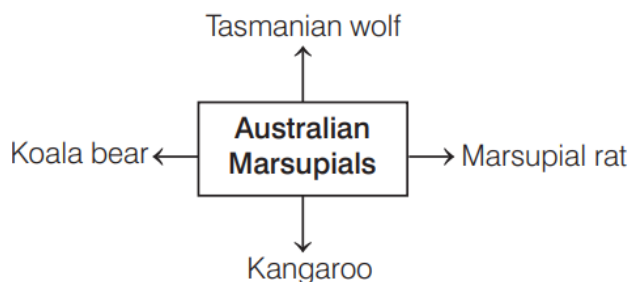 Tasmanian wolf
Koala bear
Australian
Marsupials
Marsupial rat
Kangaroo